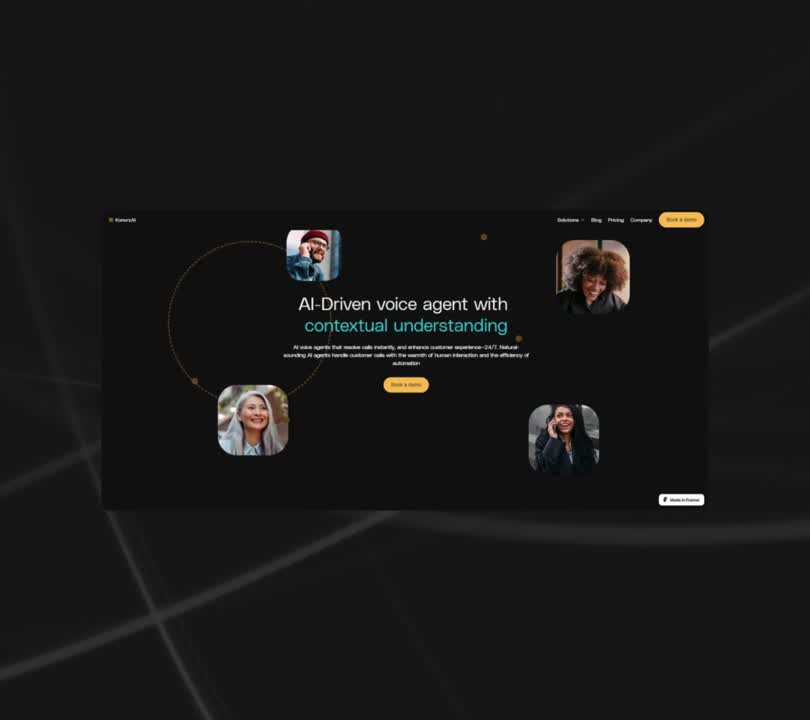 KonvrzAI
Solutions
Blog
Pricing
Company
Book a demo
AI-Driven voice agent with
contextual understanding
AI voice agents that resolve calls instantly, and enhance customer experience—24/7. Natural-
sounding AI agents handle customer calls with the warmth of human interaction and the efficiency of
automation
Book a demo
Made in Framer